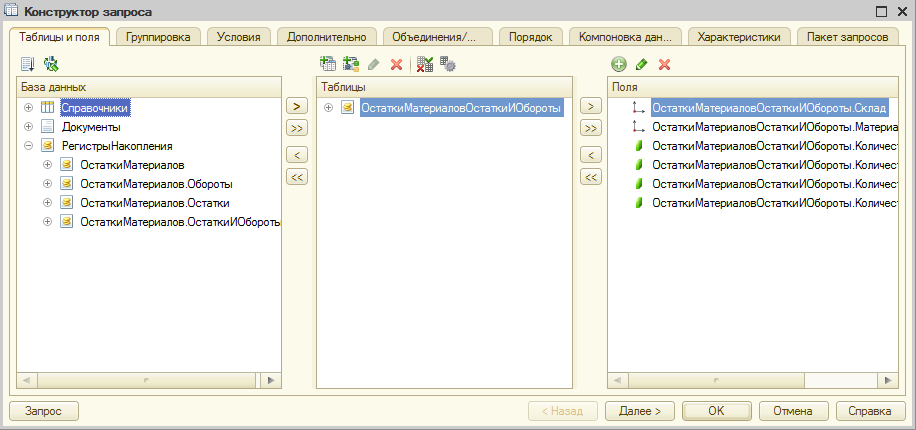 Конструктор запроса
Таблицы и поля Группировка Условия Дополнительно Объединения/... Порядок Компоновка дан... Характеристики Пакет запросов
База данных
Справочники
Документы
РегистрыНакопления
ОстаткиМатериалов
ОстаткиМатериалов.Обороты
ОстаткиМатериалов.Остатки
ОстаткиМатериалов.ОстаткиИОбороты
>
>>
<
<<
Таблицы
ОстаткиМатериаловОстаткиИОбороты
>
>>
<
<<
Поля
ОстаткиМатериаловОстаткиИОбороты.Склад
ОстаткиМатериаловОстаткиИОбороты.Материа
ОстаткиМатериаловОстаткиИОбороты.Количест
ОстаткиМатериаловОстаткиИОбороты.Количест
ОстаткиМатериаловОстаткиИОбороты.Количест
ОстаткиМатериаловОстаткиИОбороты.Количест
Запрос < Назад Далее > OK Отмена Справка